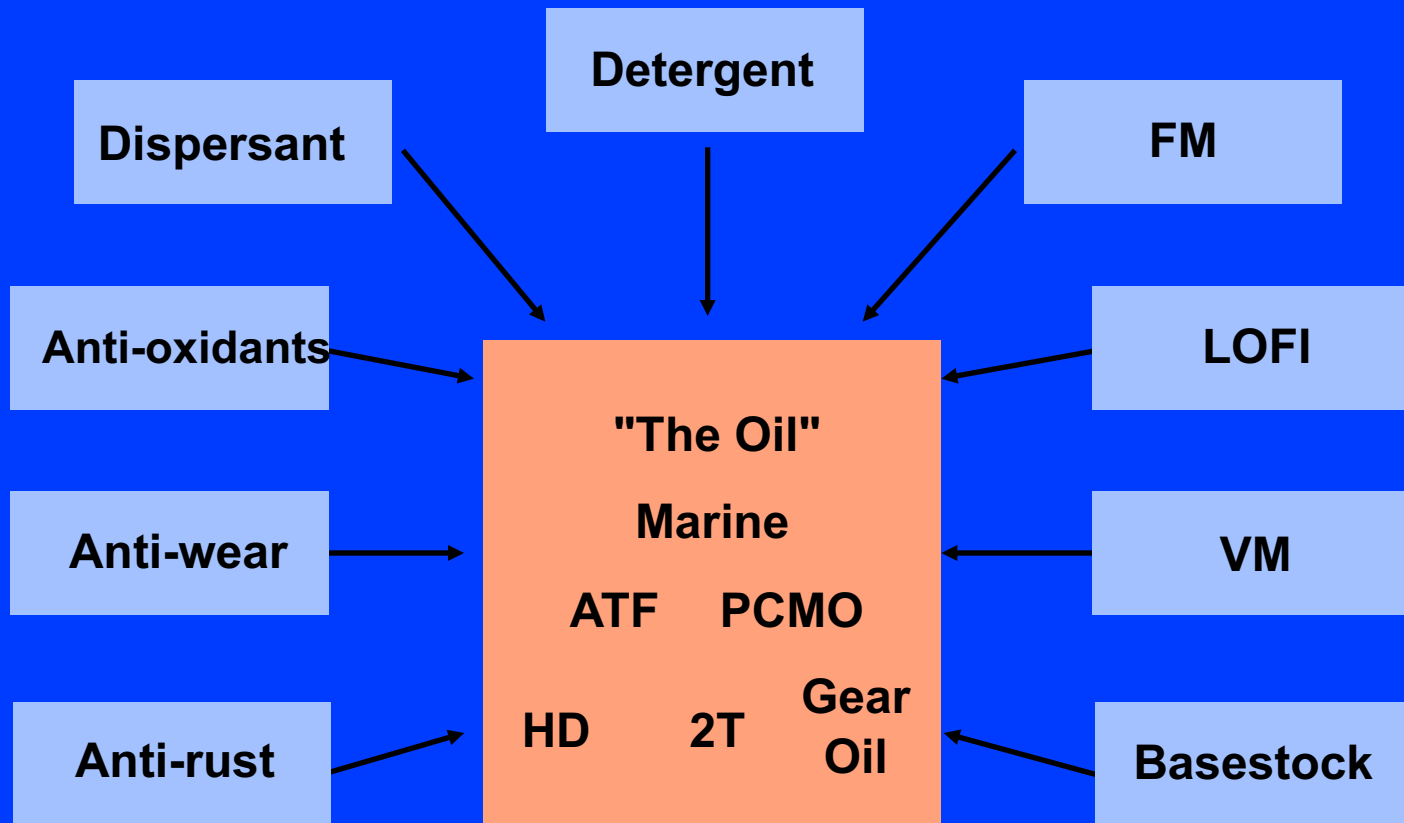 Detergent
Dispersant
FM
Anti-oxidants
LOFI
"The Oil"
Marine
Anti-wear
VM
ATF PCMO
HD 2T Gear
Oil
Anti-rust
Basestock